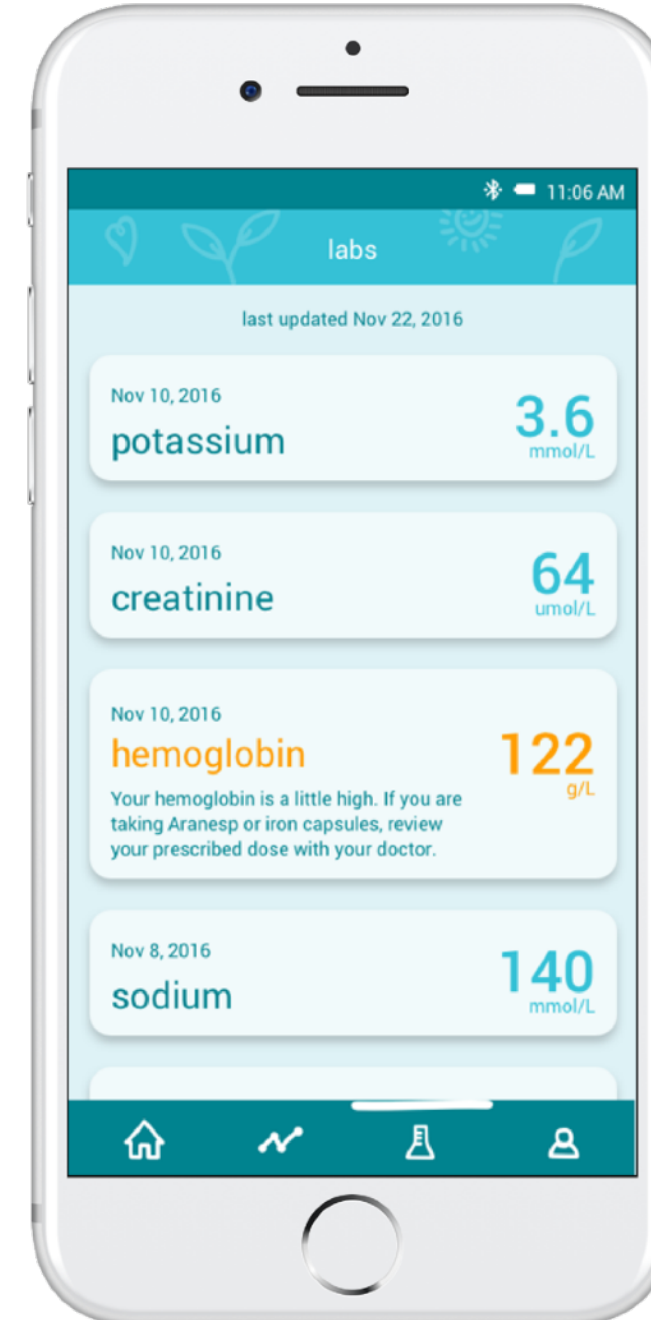 11:06 AM
labs
last updated Nov 22, 2016
Nov 10, 2016
potassium
3.6
mmol/L
Nov 10, 2016
creatinine
64
umol/L
Nov 10, 2016
hemoglobin
122
g/L
Your hemoglobin is a little high. If you are
taking Aranesp or iron capsules, review
your prescribed dose with your doctor.
Nov 8, 2016
sodium
140
mmol/L